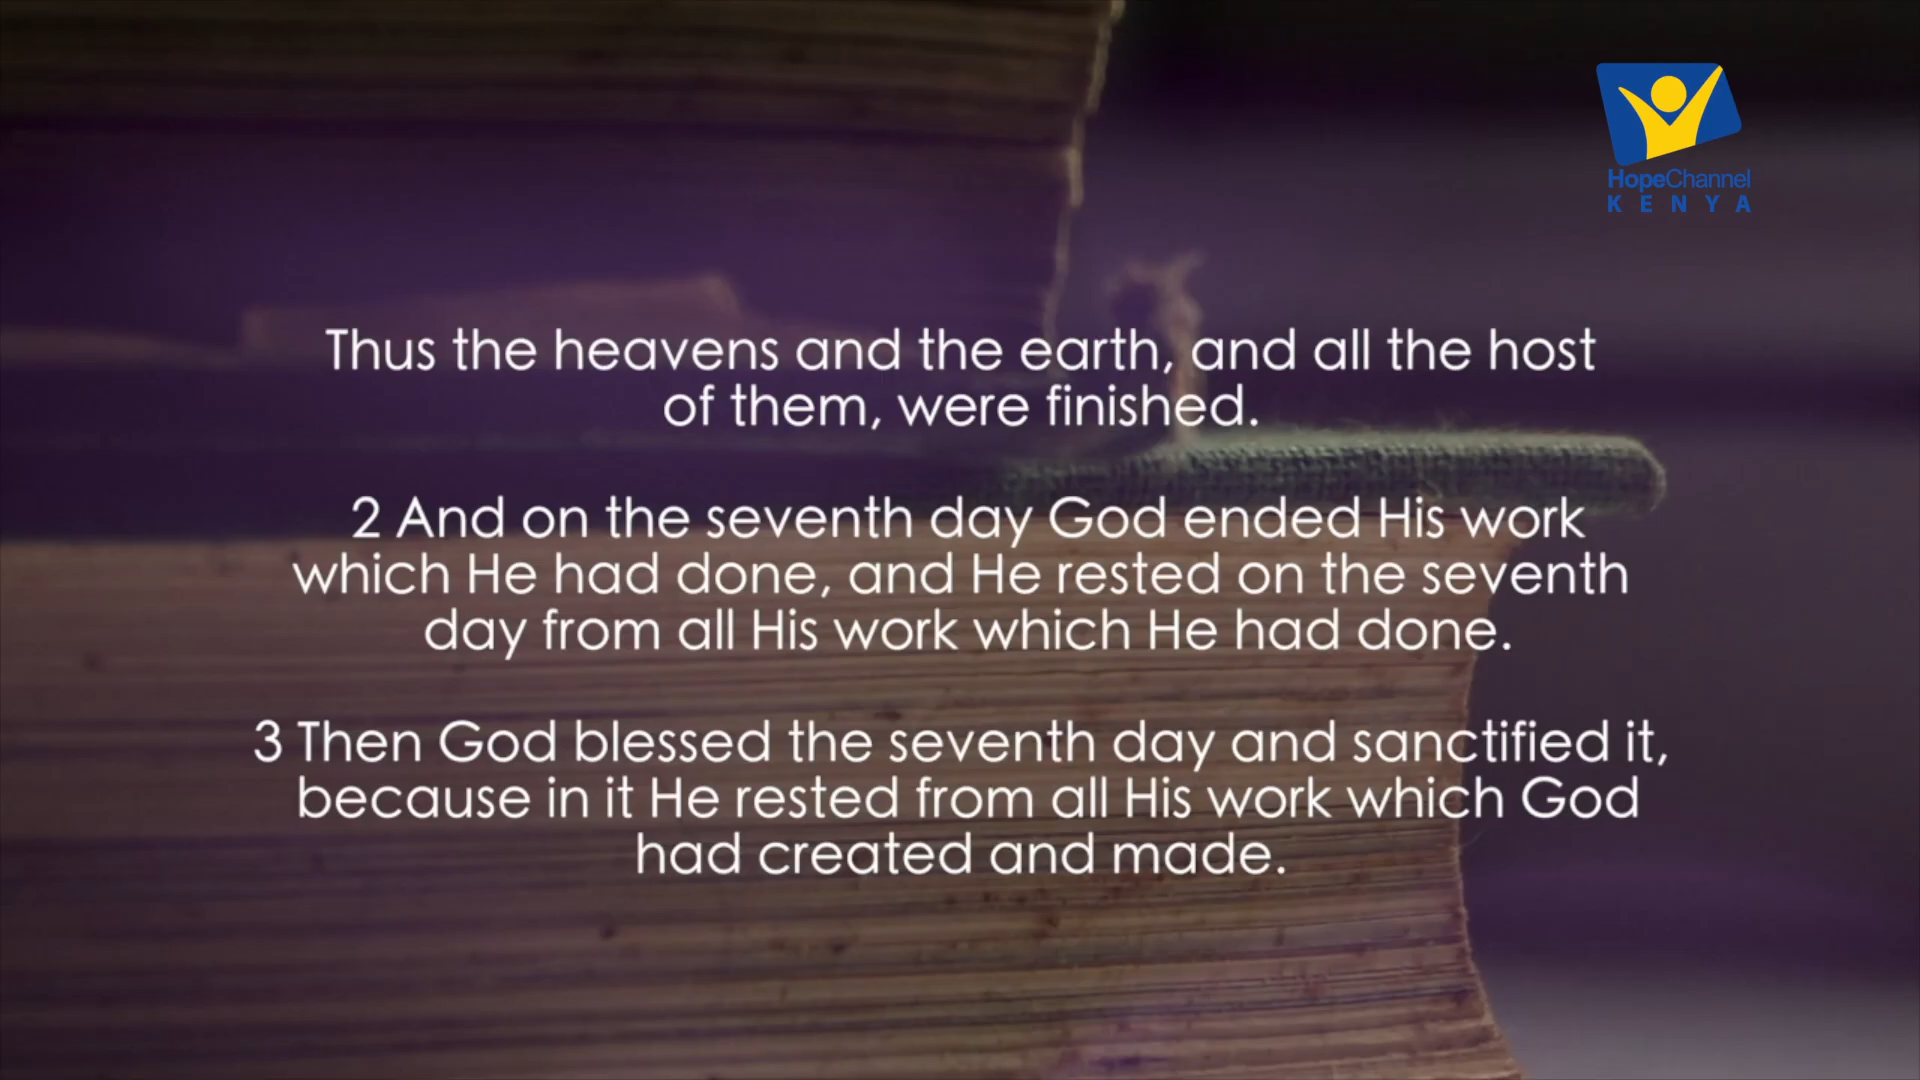 HopeChannel
KENYA
Thus the heavens and the earth, and all the host
of them, were finished.
2 And on the seventh day God ended His work
which He had done, and He rested on the seventh
day from all His work which He had done.
3 Then God blessed the seventh day and sanctified it,
because in it He rested from all His work which God
had created and made.